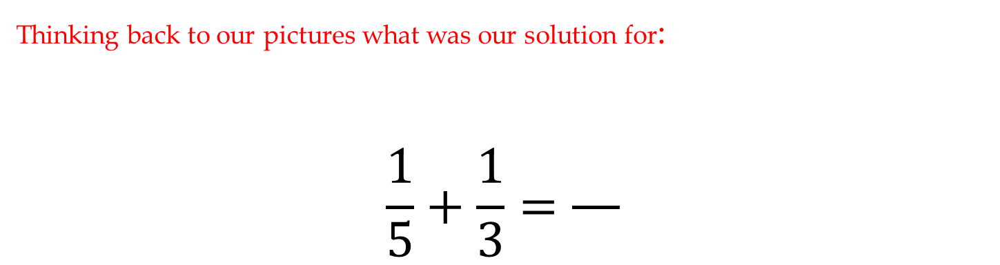 Thinking back to our pictures what was our solution for:
1/5 + 1/3 = —